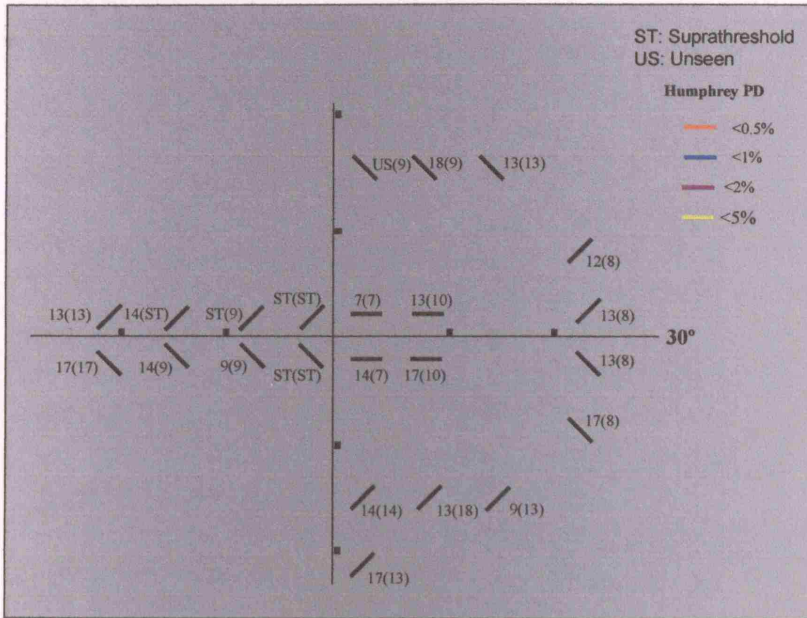 ST: Suprathreshold
US: Unseen
Humphrey PD
<0.5%
<1%
<2%
<5%
US(9) 18(9) 13(13)
12(8)
ST(ST) 7(7) 13(10)
13(13) 14(ST) ST(9) 13(8)
30°
17(17) 14(9) 9(9) ST(ST) 14(7) 17(10) 13(8)
17(8)
14(14) 13(18) 9(13)
17(13)